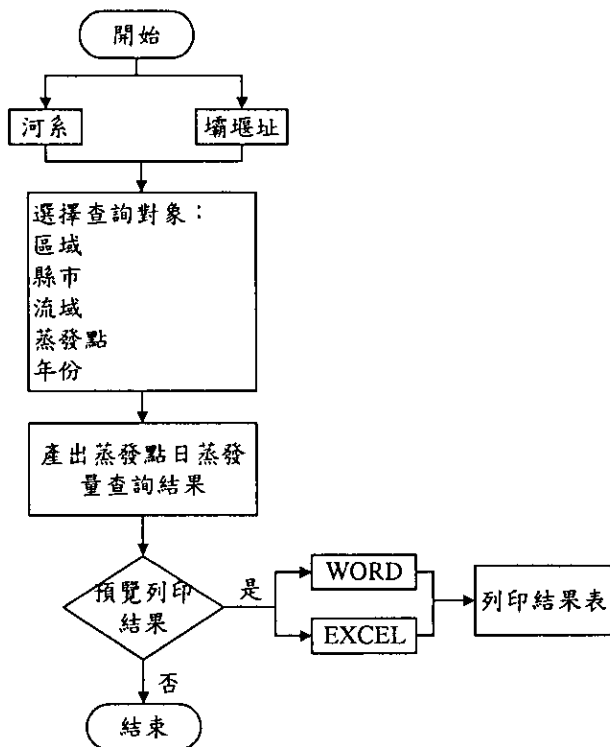 開始
河系
壩堰址
選擇查詢對象：
區域
縣市
流域
蒸發點
年份
產出蒸發點日蒸發
量查詢結果
預覽列印
結果
是
WORD
EXCEL
列印結果表
否
結束